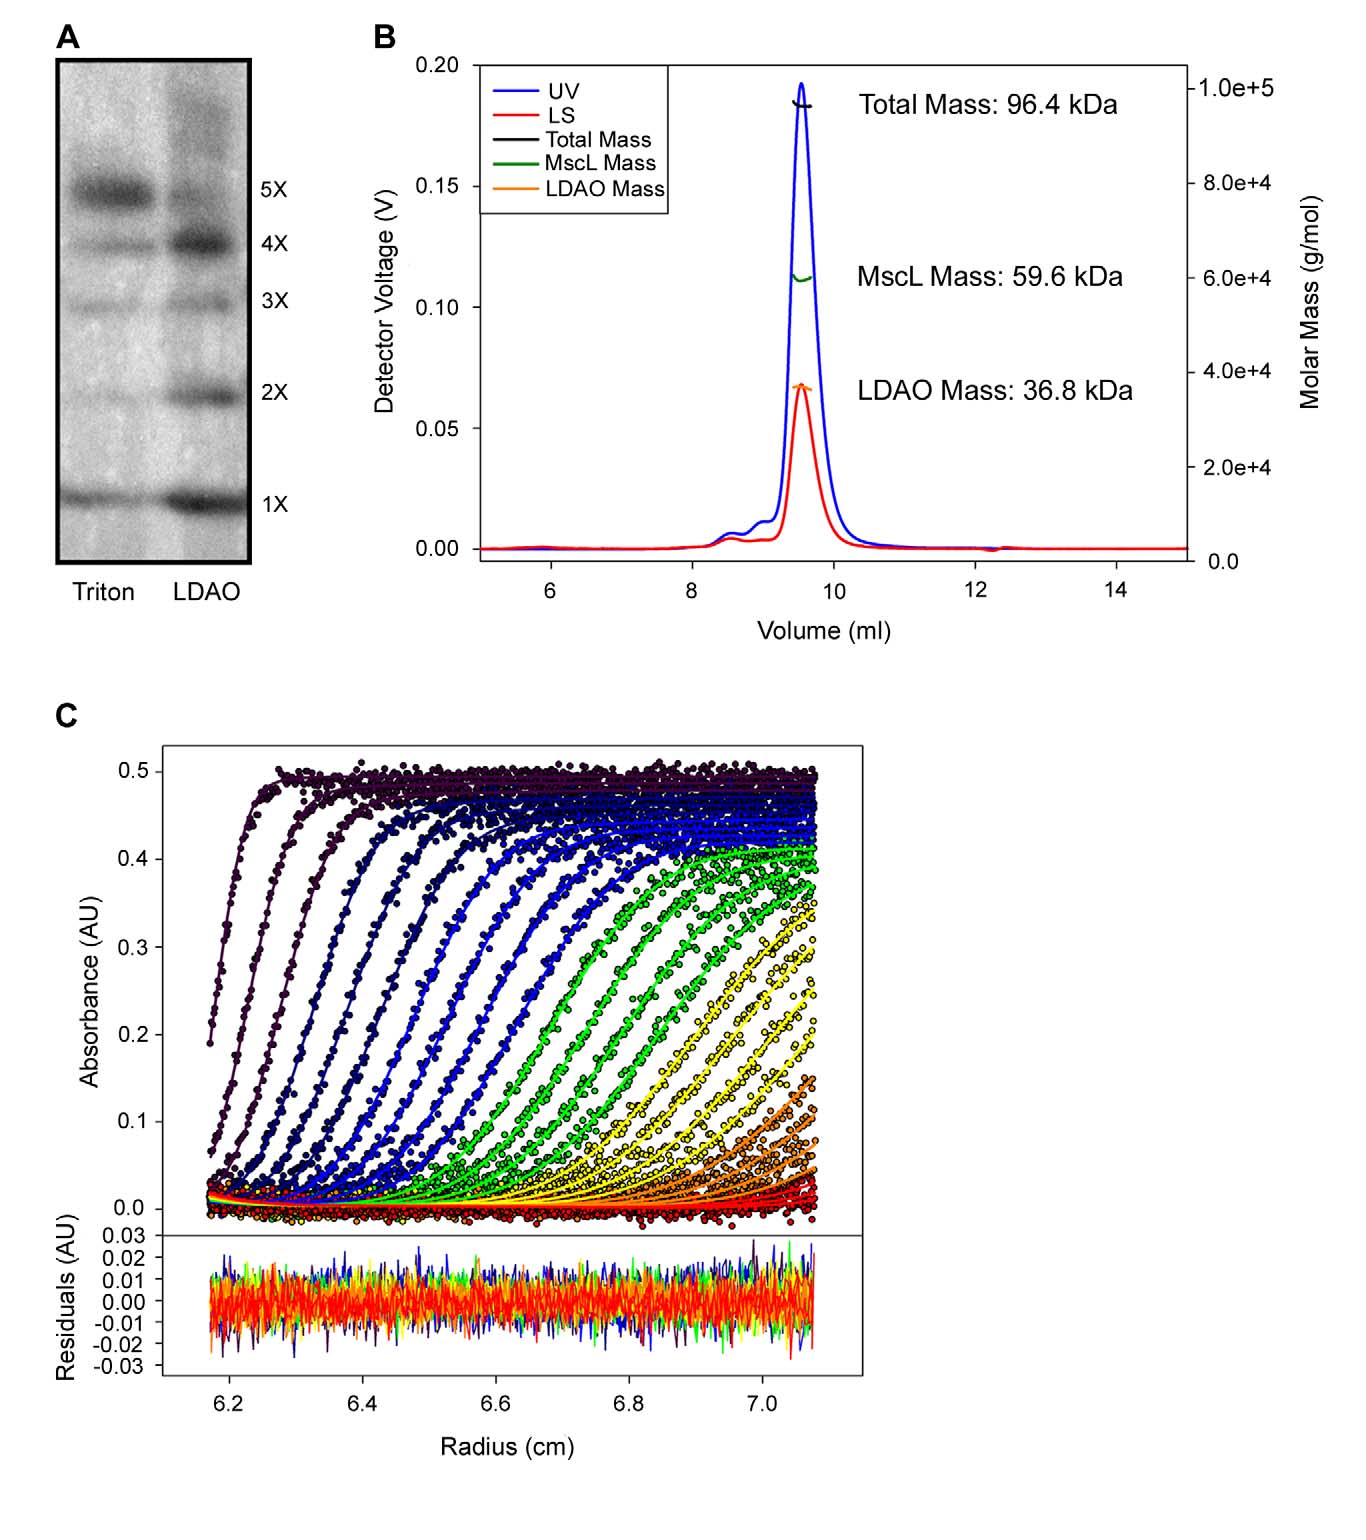 A
5X
4X
3X
2X
1X
Triton LDAO
B
0.20
0.15
0.10
0.05
0.00
Detector Voltage (V)
UV
LS
Total Mass
MscL Mass
LDAO Mass
Total Mass: 96.4 kDa
MscL Mass: 59.6 kDa
LDAO Mass: 36.8 kDa
1.0e+5
8.0e+4
6.0e+4
4.0e+4
2.0e+4
0.0
Molar Mass (g/mol)
6 8 10 12 14
Volume (ml)
C
0.5
0.4
0.3
0.2
0.1
0.0
Absorbance (AU)
0.03
0.02
0.01
0.00
-0.01
-0.02
-0.03
Residuals (AU)
6.2 6.4 6.6 6.8 7.0
Radius (cm)